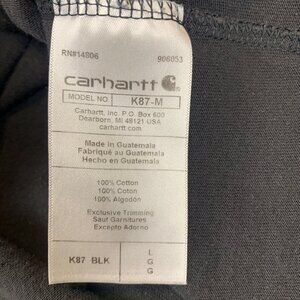 RN#14806 906053
carhartt
MODEL NO K87-M
Carhartt, Inc. P.O. Box 600
Dearborn, MI 48121 USA
carhartt.com
Made in Guatemala
Fabriqué au Guatemala
Hecho en Guatemala
100% Cotton
100% Coton
100% Algodón
Exclusive Trimming
Sauf Garnitures
Excepto Adorno
K87 BLK L
G
G